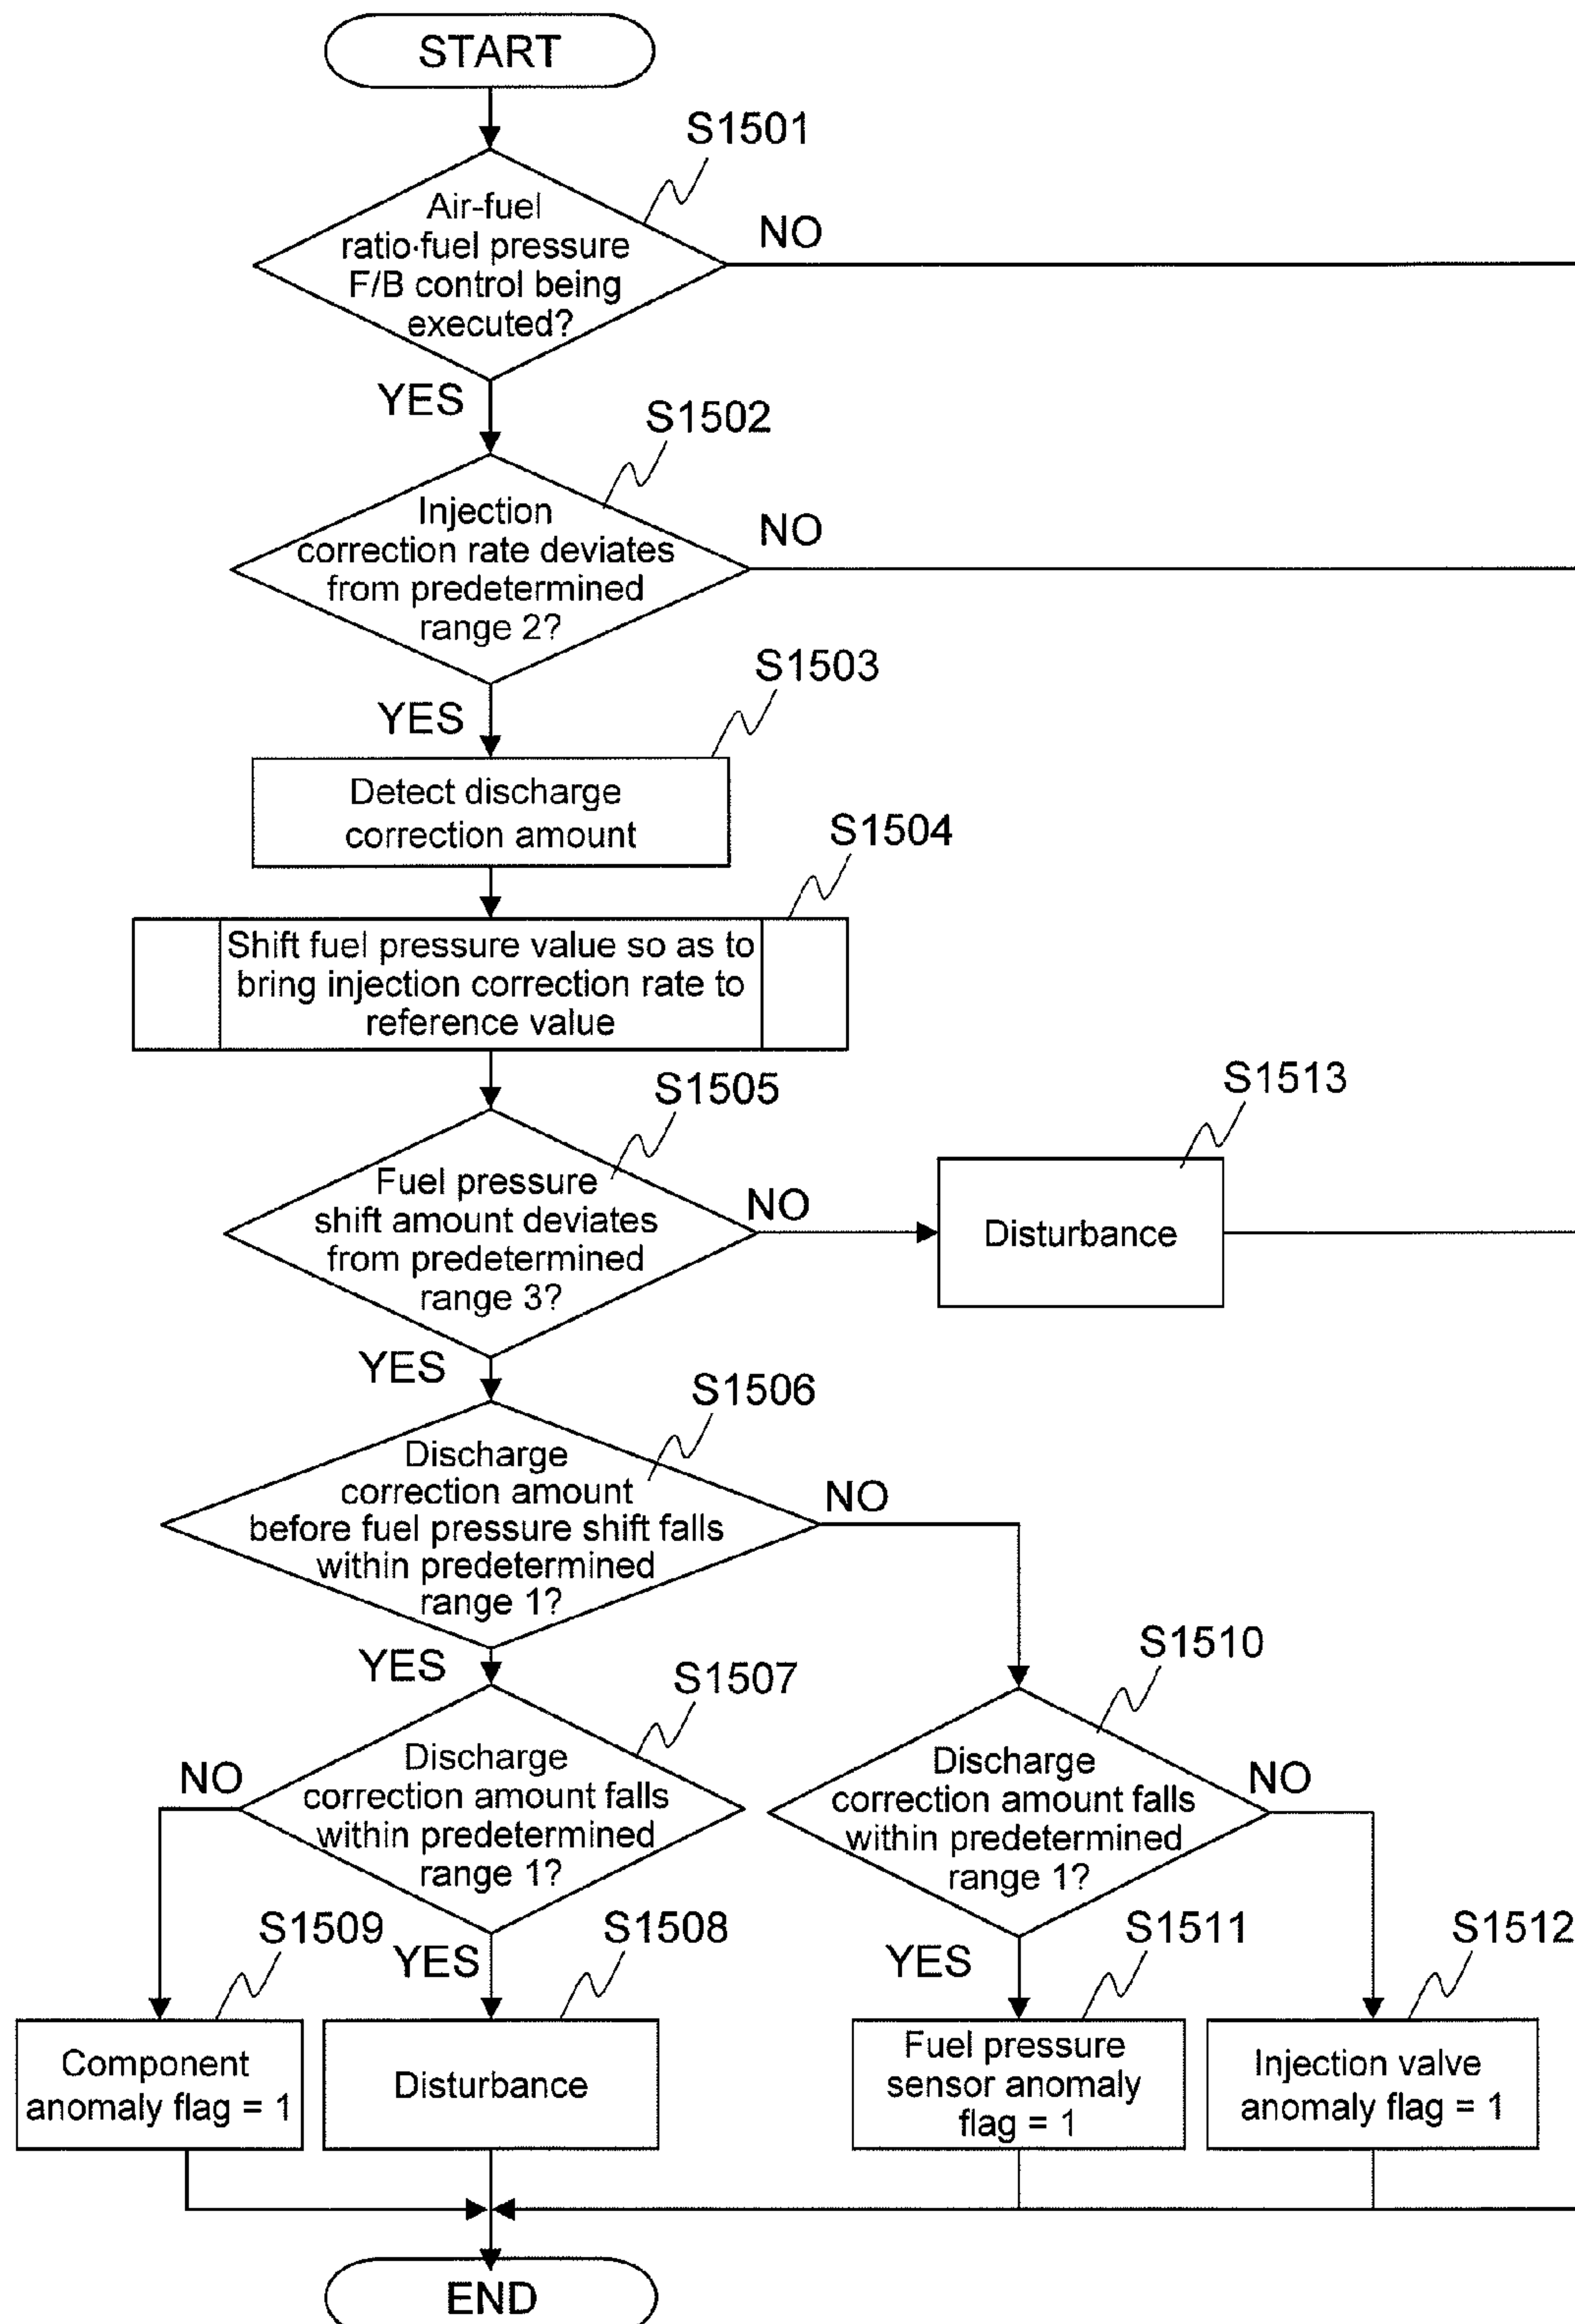 START
S1501
Air-fuel
ratio·fuel pressure
F/B control being
executed?
NO
YES
S1502
Injection
correction rate deviates
from predetermined
range 2?
NO
YES
S1503
Detect discharge
correction amount
S1504
Shift fuel pressure value so as to
bring injection correction rate to
reference value
S1505
Fuel pressure
shift amount deviates
from predetermined
range 3?
NO
S1513
Disturbance
YES
S1506
Discharge
correction amount
before fuel pressure shift falls
within predetermined
range 1?
NO
YES
S1507
Discharge
correction amount falls
within predetermined
range 1?
NO
YES
S1510
Discharge
correction amount falls
within predetermined
range 1?
NO
YES
S1509
Component
anomaly flag = 1
S1508
Disturbance
S1511
Fuel pressure
sensor anomaly
flag = 1
S1512
Injection valve
anomaly flag = 1
END